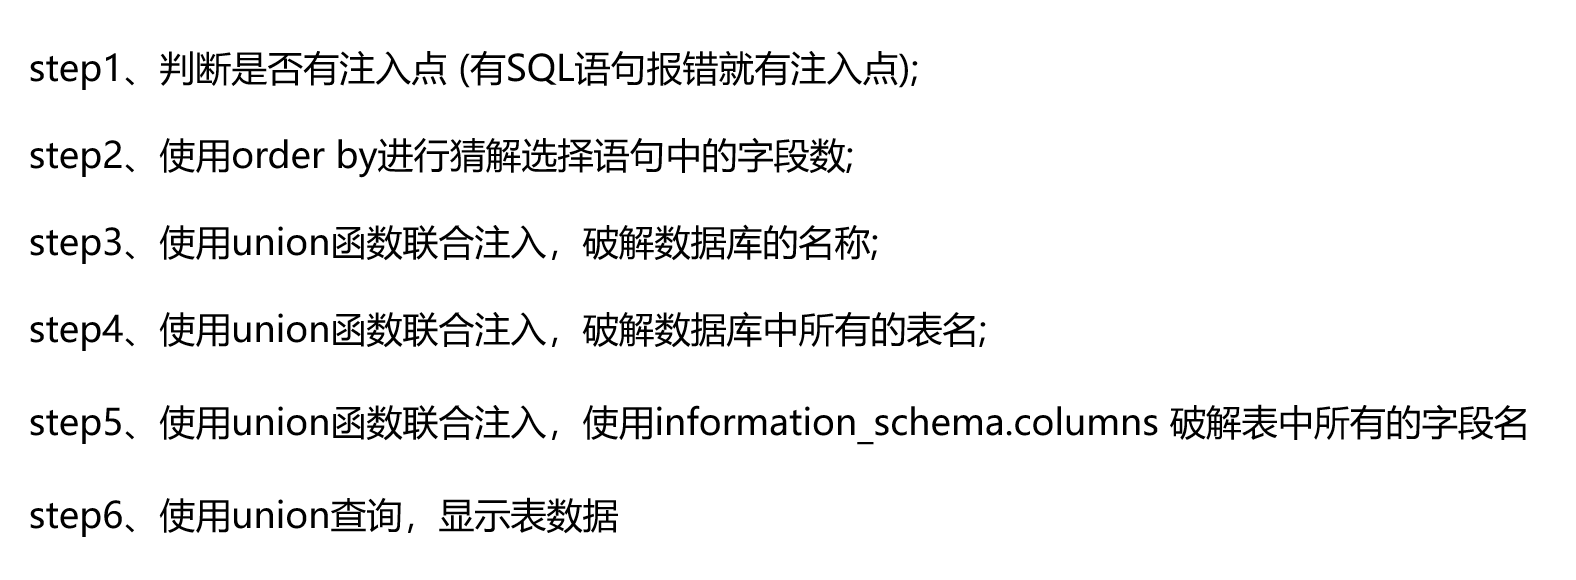 step1、判断是否有注入点 (有SQL语句报错就有注入点);
step2、使用order by进行猜解选择语句中的字段数;
step3、使用union函数联合注入，破解数据库的名称;
step4、使用union函数联合注入，破解数据库中所有的表名;
step5、使用union函数联合注入，使用information_schema.columns 破解表中所有的字段名
step6、使用union查询，显示表数据